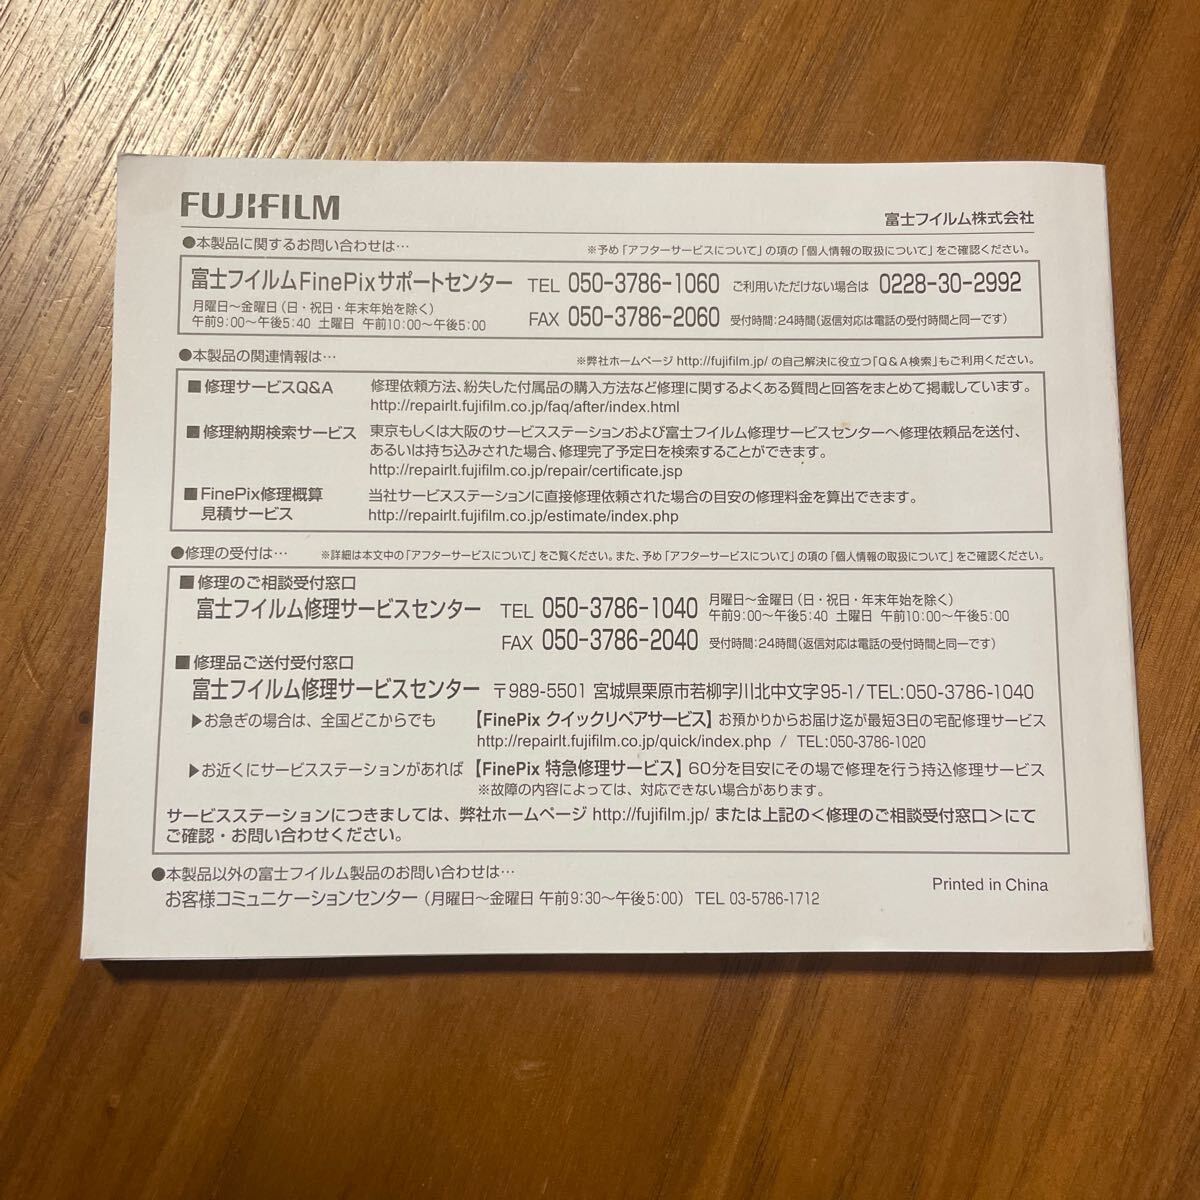 FUJIFILM
富士フイルム株式会社
●本製品に関するお問い合わせは…
※予め「アフターサービスについて」の項の「個人情報の取扱について」をご確認ください。
富士フイルムFinePixサポートセンター TEL 050-3786-1060 ご利用いただけない場合は 0228-30-2992
月曜日～金曜日(日・祝日・年末年始を除く)
午前9:00～午後5:40 土曜日 午前10:00～午後5:00
FAX 050-3786-2060 受付時間:24時間(返信対応は電話の受付時間と同一です)
●本製品の関連情報は…
※弊社ホームページ http://fujifilm.jp/ の自己解決に役立つ「Q&A検索」もご利用ください。
■修理サービスQ&A 修理依頼方法、紛失した付属品の購入方法など修理に関するよくある質問と回答をまとめて掲載しています。
http://repairlt.fujifilm.co.jp/faq/after/index.html
■修理納期検索サービス 東京もしくは大阪のサービスステーションおよび富士フイルム修理サービスセンターへ修理依頼品を送付、
あるいは持ち込みされた場合、修理完了予定日を検索することができます。
http://repairlt.fujifilm.co.jp/repair/certificate.jsp
■FinePix修理概算 当社サービスステーションに直接修理依頼された場合の目安の修理料金を算出できます。
見積サービス http://repairlt.fujifilm.co.jp/estimate/index.php
●修理の受付は… ※詳細は本文中の「アフターサービスについて」をご覧ください。また、予め「アフターサービスについて」の項の「個人情報の取扱について」をご確認ください。
■修理のご相談受付窓口
富士フイルム修理サービスセンター TEL 050-3786-1040 月曜日～金曜日(日・祝日・年末年始を除く)
午前9:00～午後5:40 土曜日 午前10:00～午後5:00
FAX 050-3786-2040 受付時間:24時間(返信対応は電話の受付時間と同一です)
■修理品ご送付受付窓口
富士フイルム修理サービスセンター 〒989-5501 宮城県栗原市若柳字川北中文字95-1/TEL:050-3786-1040
▶お急ぎの場合は、全国どこからでも 【FinePix クイックリペアサービス】お預かりからお届け迄が最短3日の宅配修理サービス
http://repairlt.fujifilm.co.jp/quick/index.php / TEL:050-3786-1020
▶お近くにサービスステーションがあれば 【FinePix 特急修理サービス】60分を目安にその場で修理を行う持込修理サービス
※故障の内容によっては、対応できない場合があります。
サービスステーションにつきましては、弊社ホームページ http://fujifilm.jp/ または上記の<修理のご相談受付窓口>にて
ご確認・お問い合わせください。
●本製品以外の富士フイルム製品のお問い合わせは…
お客様コミュニケーションセンター(月曜日～金曜日 午前9:30～午後5:00) TEL 03-5786-1712
Printed in China